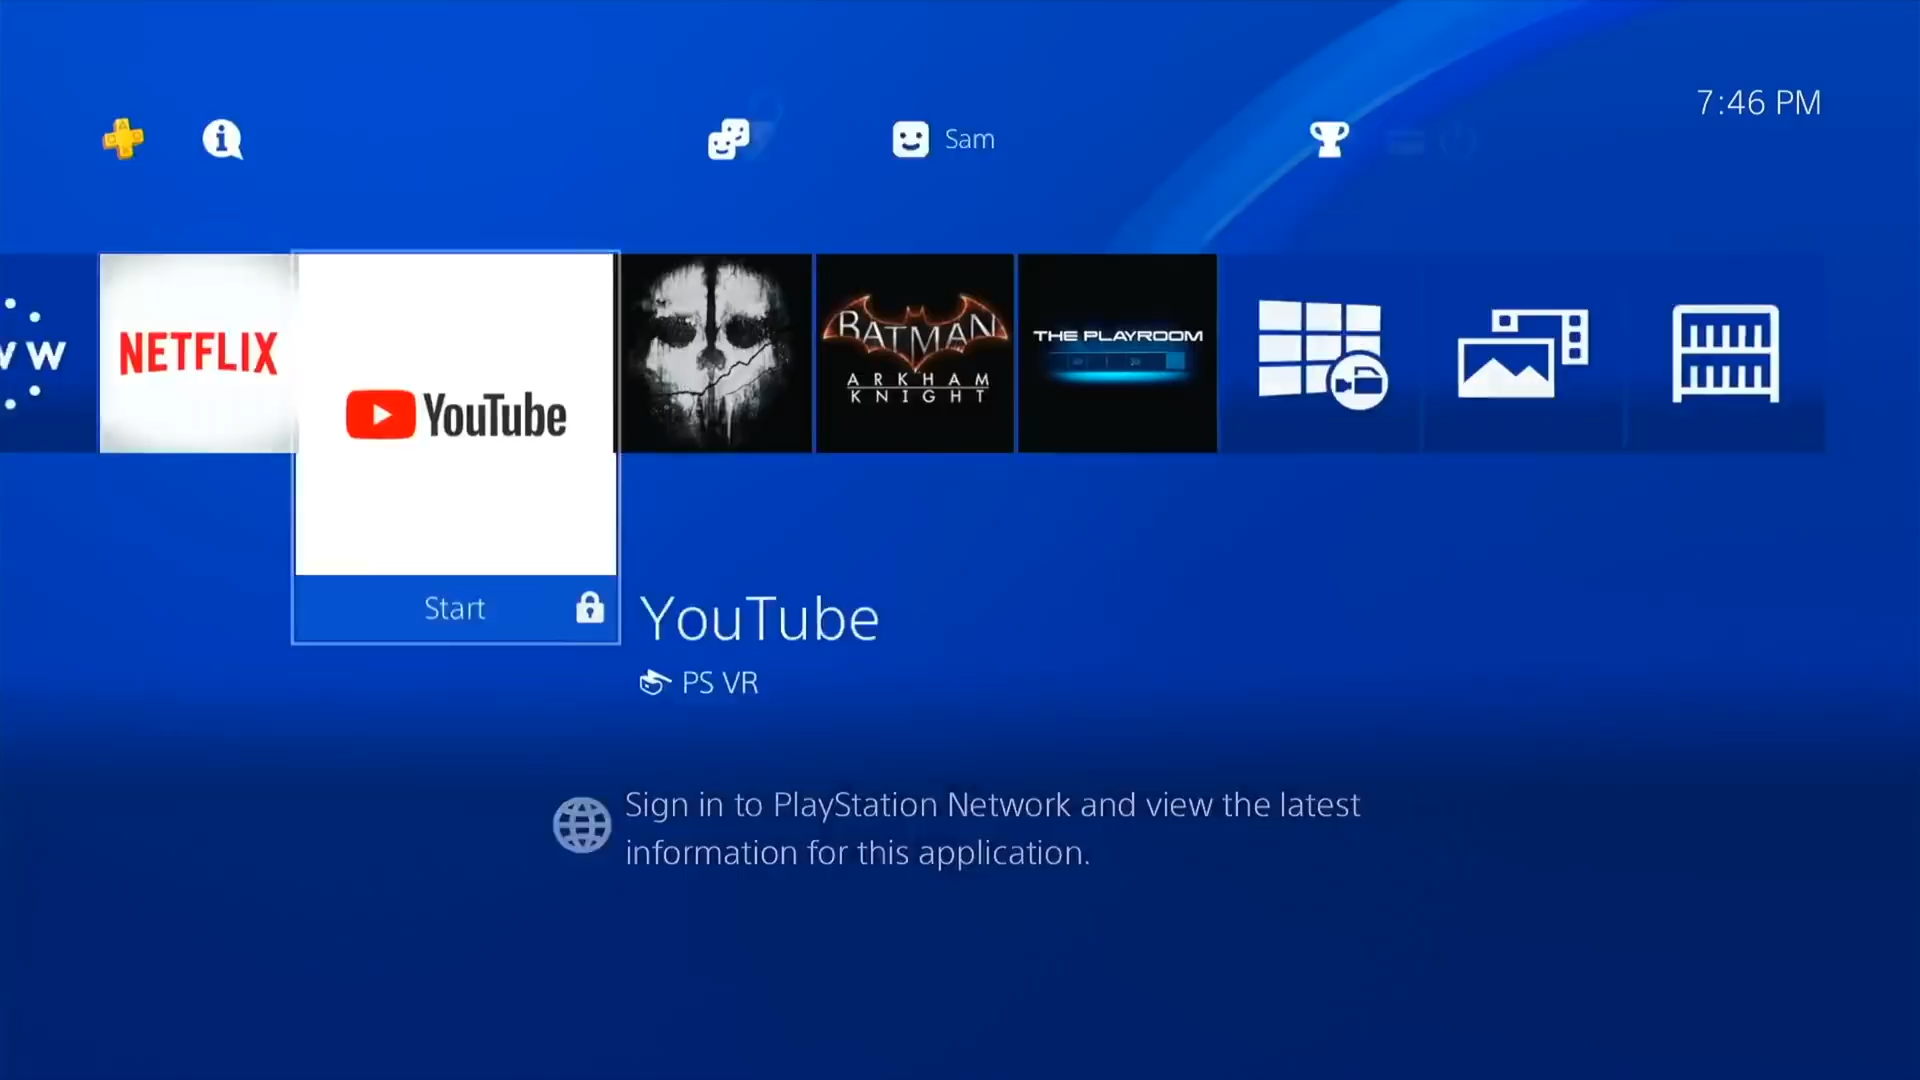 7:46 PM
Sam
WW
NETFLIX
YouTube
BATMAN
ARKHAM
KNIGHT
THE PLAYROOM
Start
YouTube
PS VR
Sign in to PlayStation Network and view the latest
information for this application.